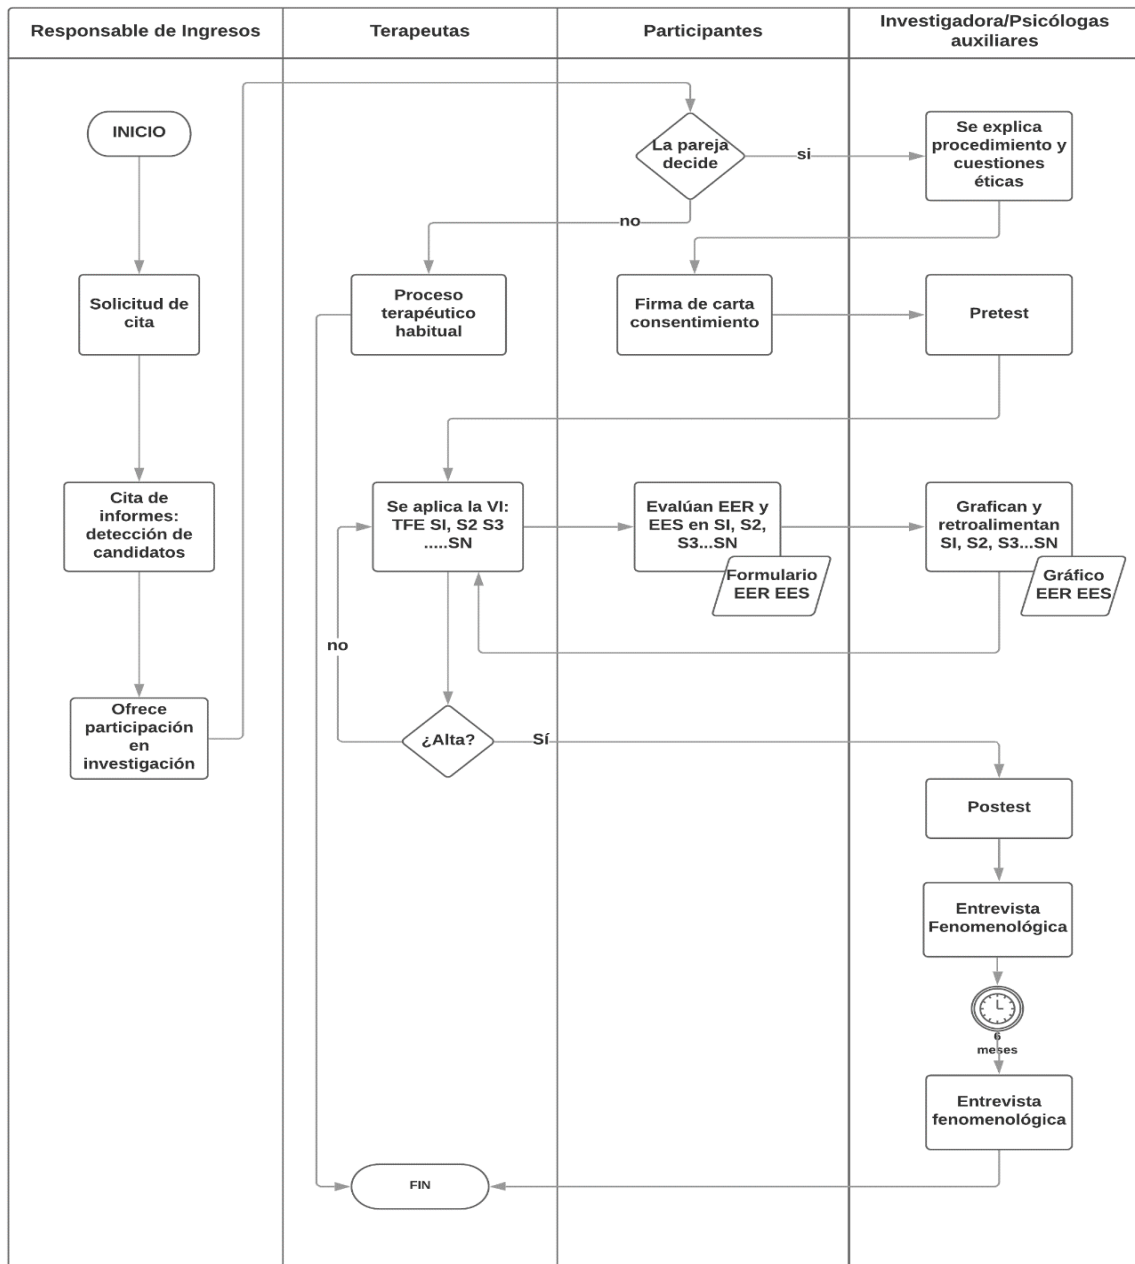 Responsable de Ingresos
Terapeutas
Participantes
Investigadora/Psicólogas
auxiliares
INICIO
La pareja
decide
si
Se explica
procedimiento y
cuestiones
éticas
no
Solicitud de
cita
Proceso
terapéutico
habitual
Firma de carta
consentimiento
Pretest
Cita de
informes:
detección de
candidatos
Se aplica la VI:
TFE SI, S2 S3
.....SN
Evalúan EER y
EES en SI, S2,
S3...SN
Formulario
EER EES
Grafican y
retroalimentan
SI, S2, S3...SN
Gráfico
EER EES
no
Ofrece
participación
en
investigación
¿Alta?
Sí
Postest
Entrevista
Fenomenológica
6
meses
Entrevista
fenomenológica
FIN